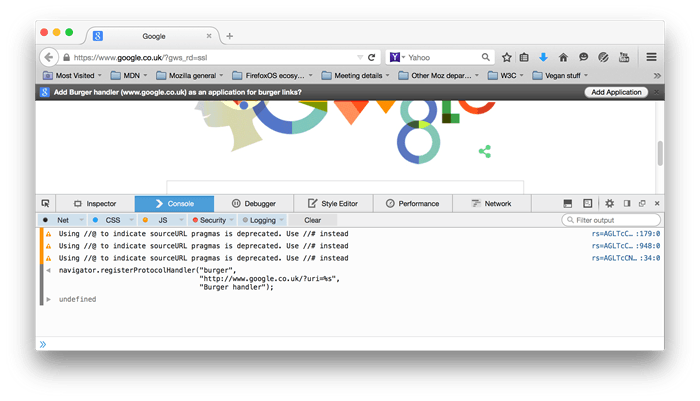 Google
https://www.google.co.uk/?gws_rd=ssl
Yahoo
Most Visited
MDN
Mozilla general
FirefoxOS ecosy...
Meeting details
Other Moz depar...
W3C
Vegan stuff
Add Burger handler (www.google.co.uk) as an application for burger links?
Add Application
Inspector
Console
Debugger
Style Editor
Performance
Network
Net
CSS
JS
Security
Logging
Clear
Filter output
Using //@ to indicate sourceURL pragmas is deprecated. Use //# instead
rs=AGLTcC… :179:0
Using //@ to indicate sourceURL pragmas is deprecated. Use //# instead
rs=AGLTcC… :948:0
Using //@ to indicate sourceURL pragmas is deprecated. Use //# instead
rs=AGLTcCN… :34:0
navigator.registerProtocolHandler("burger",
"http://www.google.co.uk/?uri=%s",
"Burger handler");
undefined